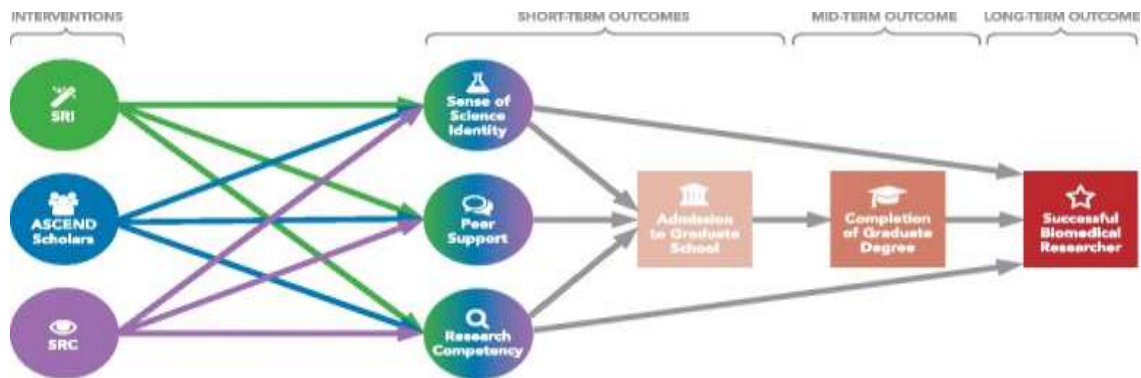 INTERVENTIONS
SHORT-TERM OUTCOMES
MID-TERM OUTCOME
LONG-TERM OUTCOME
SRI
ASCEND
Scholars
SRC
Sense of
Science
Identity
Peer
Support
Research
Competency
Admission
to Graduate
School
Completion
of Graduate
Degree
Successful
Biomedical
Researcher